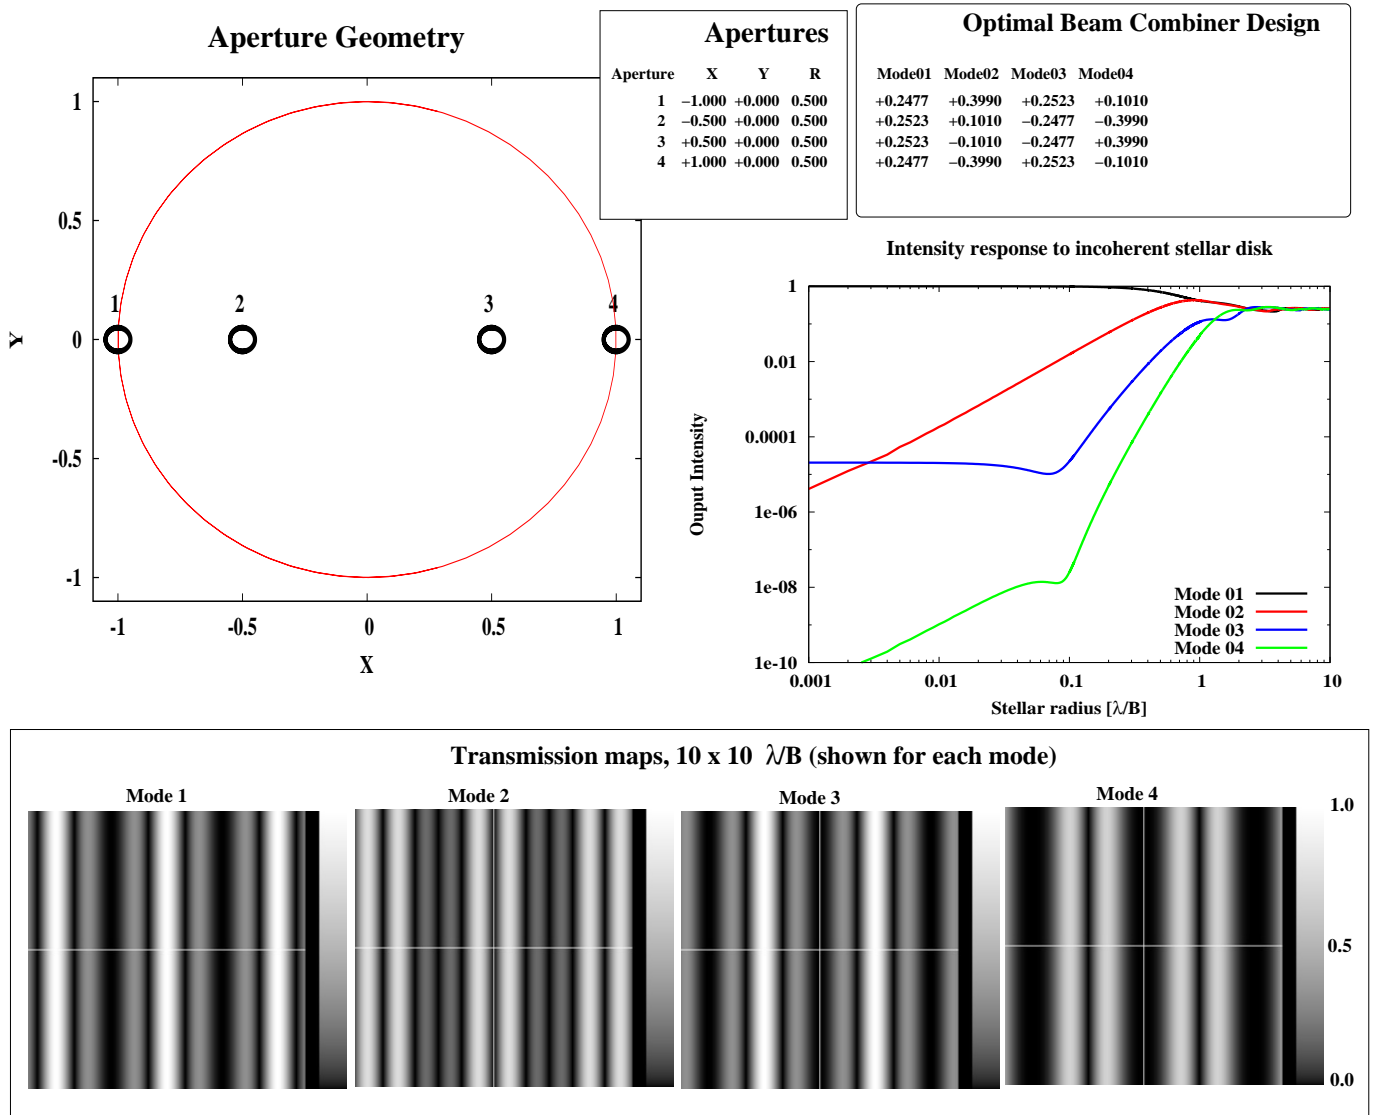 Aperture Geometry
1
0.5
0
-0.5
-1
Y
1
2
3
4
-1
-0.5
0
0.5
1
X
Apertures
Aperture X Y R
1 −1.000 +0.000 0.500
2 −0.500 +0.000 0.500
3 +0.500 +0.000 0.500
4 +1.000 +0.000 0.500
Optimal Beam Combiner Design
Mode01 Mode02 Mode03 Mode04
+0.2477 +0.3990 +0.2523 +0.1010
+0.2523 +0.1010 −0.2477 −0.3990
+0.2523 −0.1010 −0.2477 +0.3990
+0.2477 −0.3990 +0.2523 −0.1010
Intensity response to incoherent stellar disk
1
0.01
0.0001
1e-06
1e-08
1e-10
Ouput Intensity
Mode 01
Mode 02
Mode 03
Mode 04
0.001
0.01
0.1
1
10
Stellar radius [λ/B]
Transmission maps, 10 x 10 λ/B (shown for each mode)
Mode 1
Mode 2
Mode 3
Mode 4
1.0
0.5
0.0